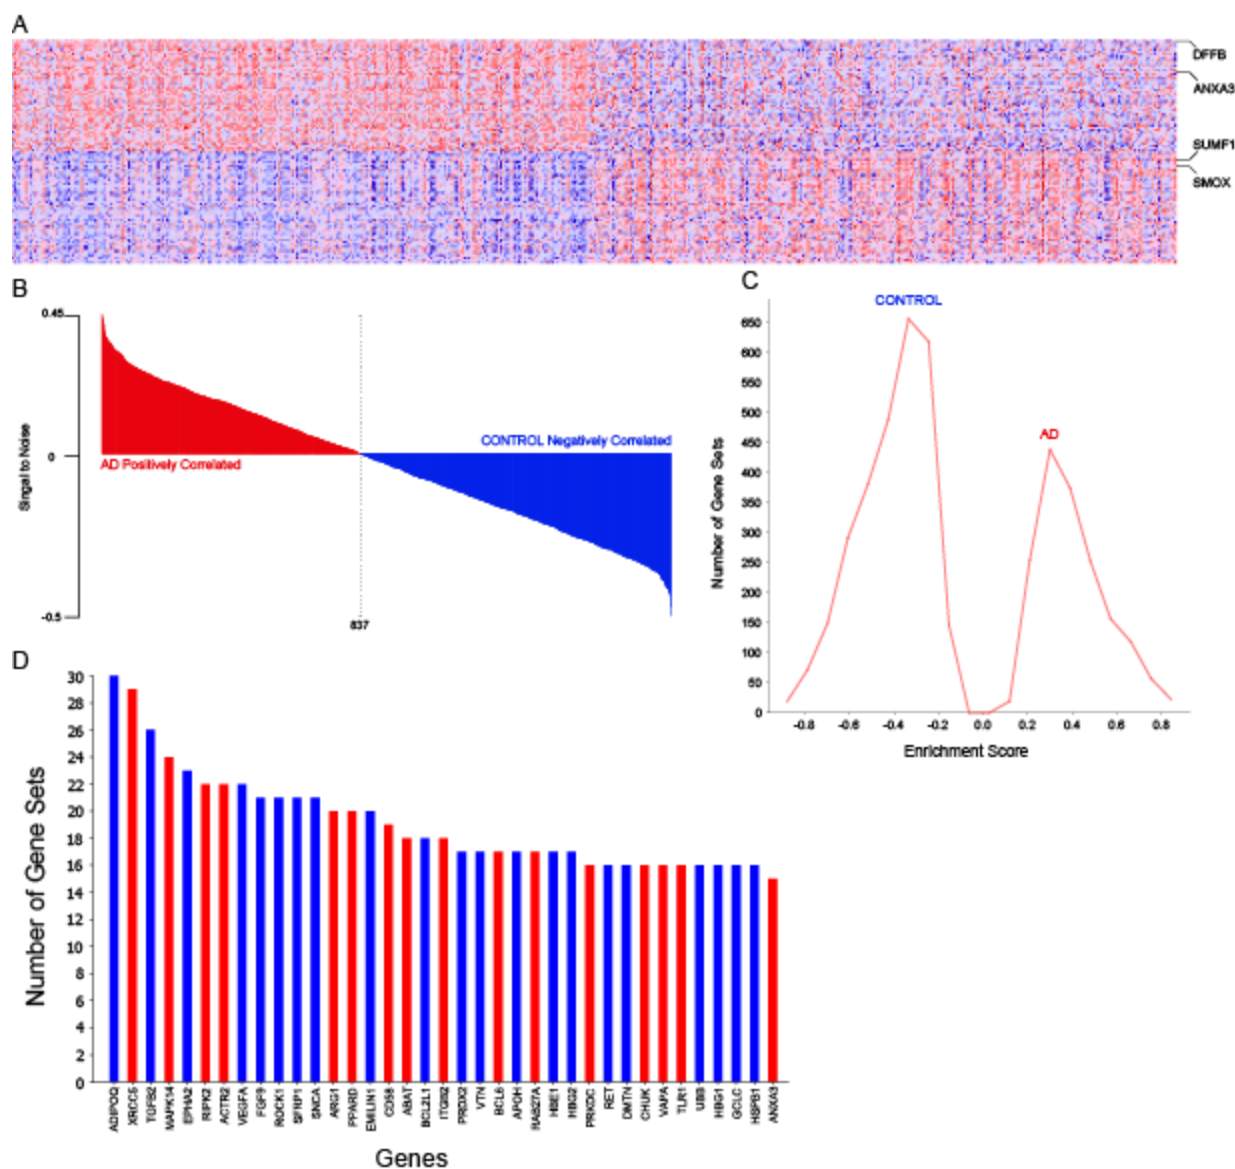 A
DFFB
ANXA3
SUMF1
SMOX
B
0.45
0
-0.5
Singal to Noise
AD Positively Correlated
CONTROL Negatively Correlated
837
C
CONTROL
AD
650
600
550
500
450
400
350
300
250
200
150
100
50
0
Number of Gene Sets
-0.8 -0.6 -0.4 -0.2 0.0 0.2 0.4 0.6 0.8
Enrichment Score
D
30
28
26
24
22
20
18
16
14
12
10
8
6
4
2
0
Number of Gene Sets
ADIPOQ
XRCC5
TGFB2
MAPK14
EPHA2
RIPK2
ACTR2
VEGFA
FGF9
ROCK1
SFRP1
SNCA
ARG1
PPARD
EMILIN1
CD58
ABAT
BCL2L1
ITGB2
PRDX2
VTN
BCL6
APOH
RAB27A
HBE1
HBG2
PRKDC
RET
DMTN
CHUK
VAPA
TLR1
UBB
HBG1
GCLC
HSPB1
ANXA3
Genes